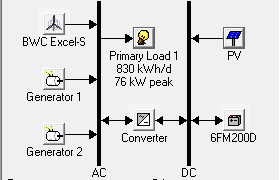 BWC Excel-S
Primary Load 1
830 kWh/d
76 kW peak
PV
Generator 1
Generator 2
Converter
6FM200D
AC
DC